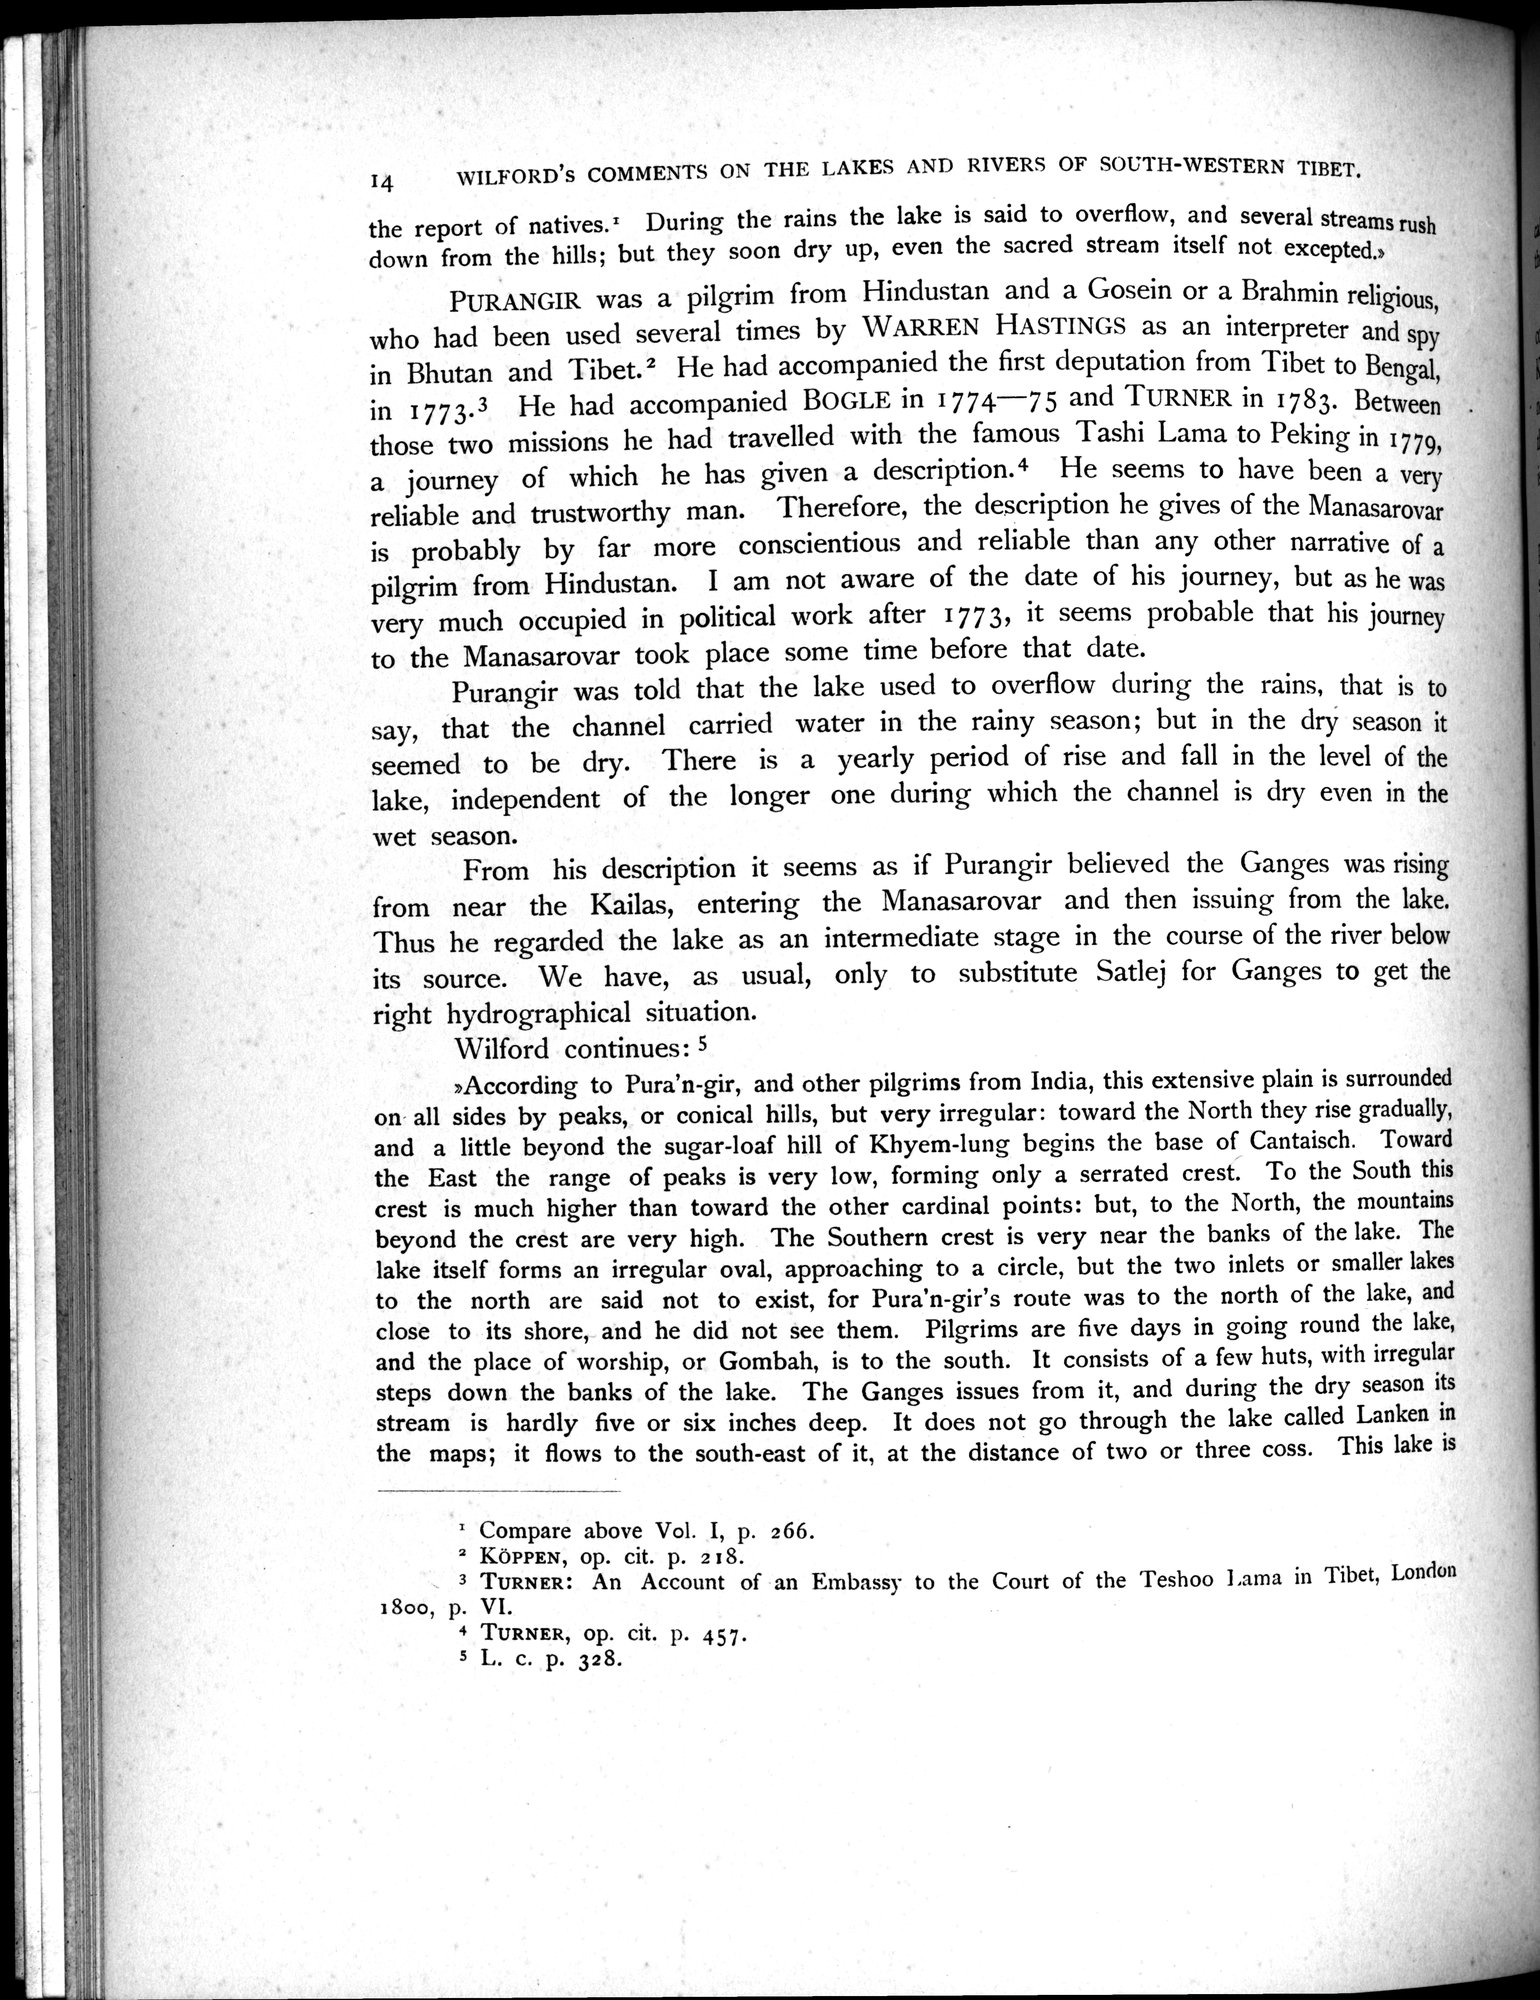 14 WILFORD'S COMMENTS ON THE LAKES AND RIVERS OF SOUTH-WESTERN TIBET.
the report of natives.¹ During the rains the lake is said to overflow, and several streams rush
down from the hills; but they soon dry up, even the sacred stream itself not excepted.»
PURANGIR was a pilgrim from Hindustan and a Gosein or a Brahmin religious,
who had been used several times by WARREN HASTINGS as an interpreter and spy
in Bhutan and Tibet.² He had accompanied the first deputation from Tibet to Bengal,
in 1773.³ He had accompanied BOGLE in 1774—75 and TURNER in 1783. Between
those two missions he had travelled with the famous Tashi Lama to Peking in 1779,
a journey of which he has given a description.⁴ He seems to have been a very
reliable and trustworthy man. Therefore, the description he gives of the Manasarovar
is probably by far more conscientious and reliable than any other narrative of a
pilgrim from Hindustan. I am not aware of the date of his journey, but as he was
very much occupied in political work after 1773, it seems probable that his journey
to the Manasarovar took place some time before that date.
Purangir was told that the lake used to overflow during the rains, that is to
say, that the channel carried water in the rainy season; but in the dry season it
seemed to be dry. There is a yearly period of rise and fall in the level of the
lake, independent of the longer one during which the channel is dry even in the
wet season.
From his description it seems as if Purangir believed the Ganges was rising
from near the Kailas, entering the Manasarovar and then issuing from the lake.
Thus he regarded the lake as an intermediate stage in the course of the river below
its source. We have, as usual, only to substitute Satlej for Ganges to get the
right hydrographical situation.
Wilford continues: ⁵
»According to Pura'n-gir, and other pilgrims from India, this extensive plain is surrounded
on all sides by peaks, or conical hills, but very irregular: toward the North they rise gradually,
and a little beyond the sugar-loaf hill of Khyem-lung begins the base of Cantaisch. Toward
the East the range of peaks is very low, forming only a serrated crest. To the South this
crest is much higher than toward the other cardinal points: but, to the North, the mountains
beyond the crest are very high. The Southern crest is very near the banks of the lake. The
lake itself forms an irregular oval, approaching to a circle, but the two inlets or smaller lakes
to the north are said not to exist, for Pura'n-gir's route was to the north of the lake, and
close to its shore, and he did not see them. Pilgrims are five days in going round the lake,
and the place of worship, or Gombah, is to the south. It consists of a few huts, with irregular
steps down the banks of the lake. The Ganges issues from it, and during the dry season its
stream is hardly five or six inches deep. It does not go through the lake called Lanken in
the maps; it flows to the south-east of it, at the distance of two or three coss. This lake is
¹ Compare above Vol. I, p. 266.
² KÖPPEN, op. cit. p. 218.
³ TURNER: An Account of an Embassy to the Court of the Teshoo Lama in Tibet, London
1800, p. VI.
⁴ TURNER, op. cit. p. 457.
⁵ L. c. p. 328.